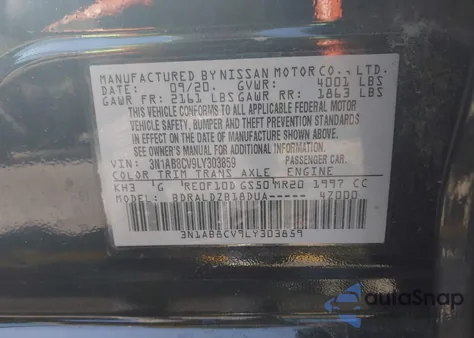 MANUFACTURED BY NISSAN MOTOR CO., LTD.
DATE: 09/20. GVWR: 4001 LBS
GAWR FR: 2161 LBS GAWR RR: 1863 LBS
THIS VEHICLE CONFORMS TO ALL APPLICABLE FEDERAL MOTOR
VEHICLE SAFETY, BUMPER AND THEFT PREVENTION STANDARDS
IN EFFECT ON THE DATE OF MANUFACTURE SHOWN ABOVE.
SEE OWNER'S MANUAL FOR ADDITIONAL INFORMATION.
VIN: 3N1AB8CV9LY303859 PASSENGER CAR.
COLOR TRIM TRANS AXLE ENGINE
KH3 'G 'RE0F10D GS50 MR20 1997 CC
MODEL: BDRALDZB18DUA----- 47000
3N1AB8CV9LY303859
autoSnap